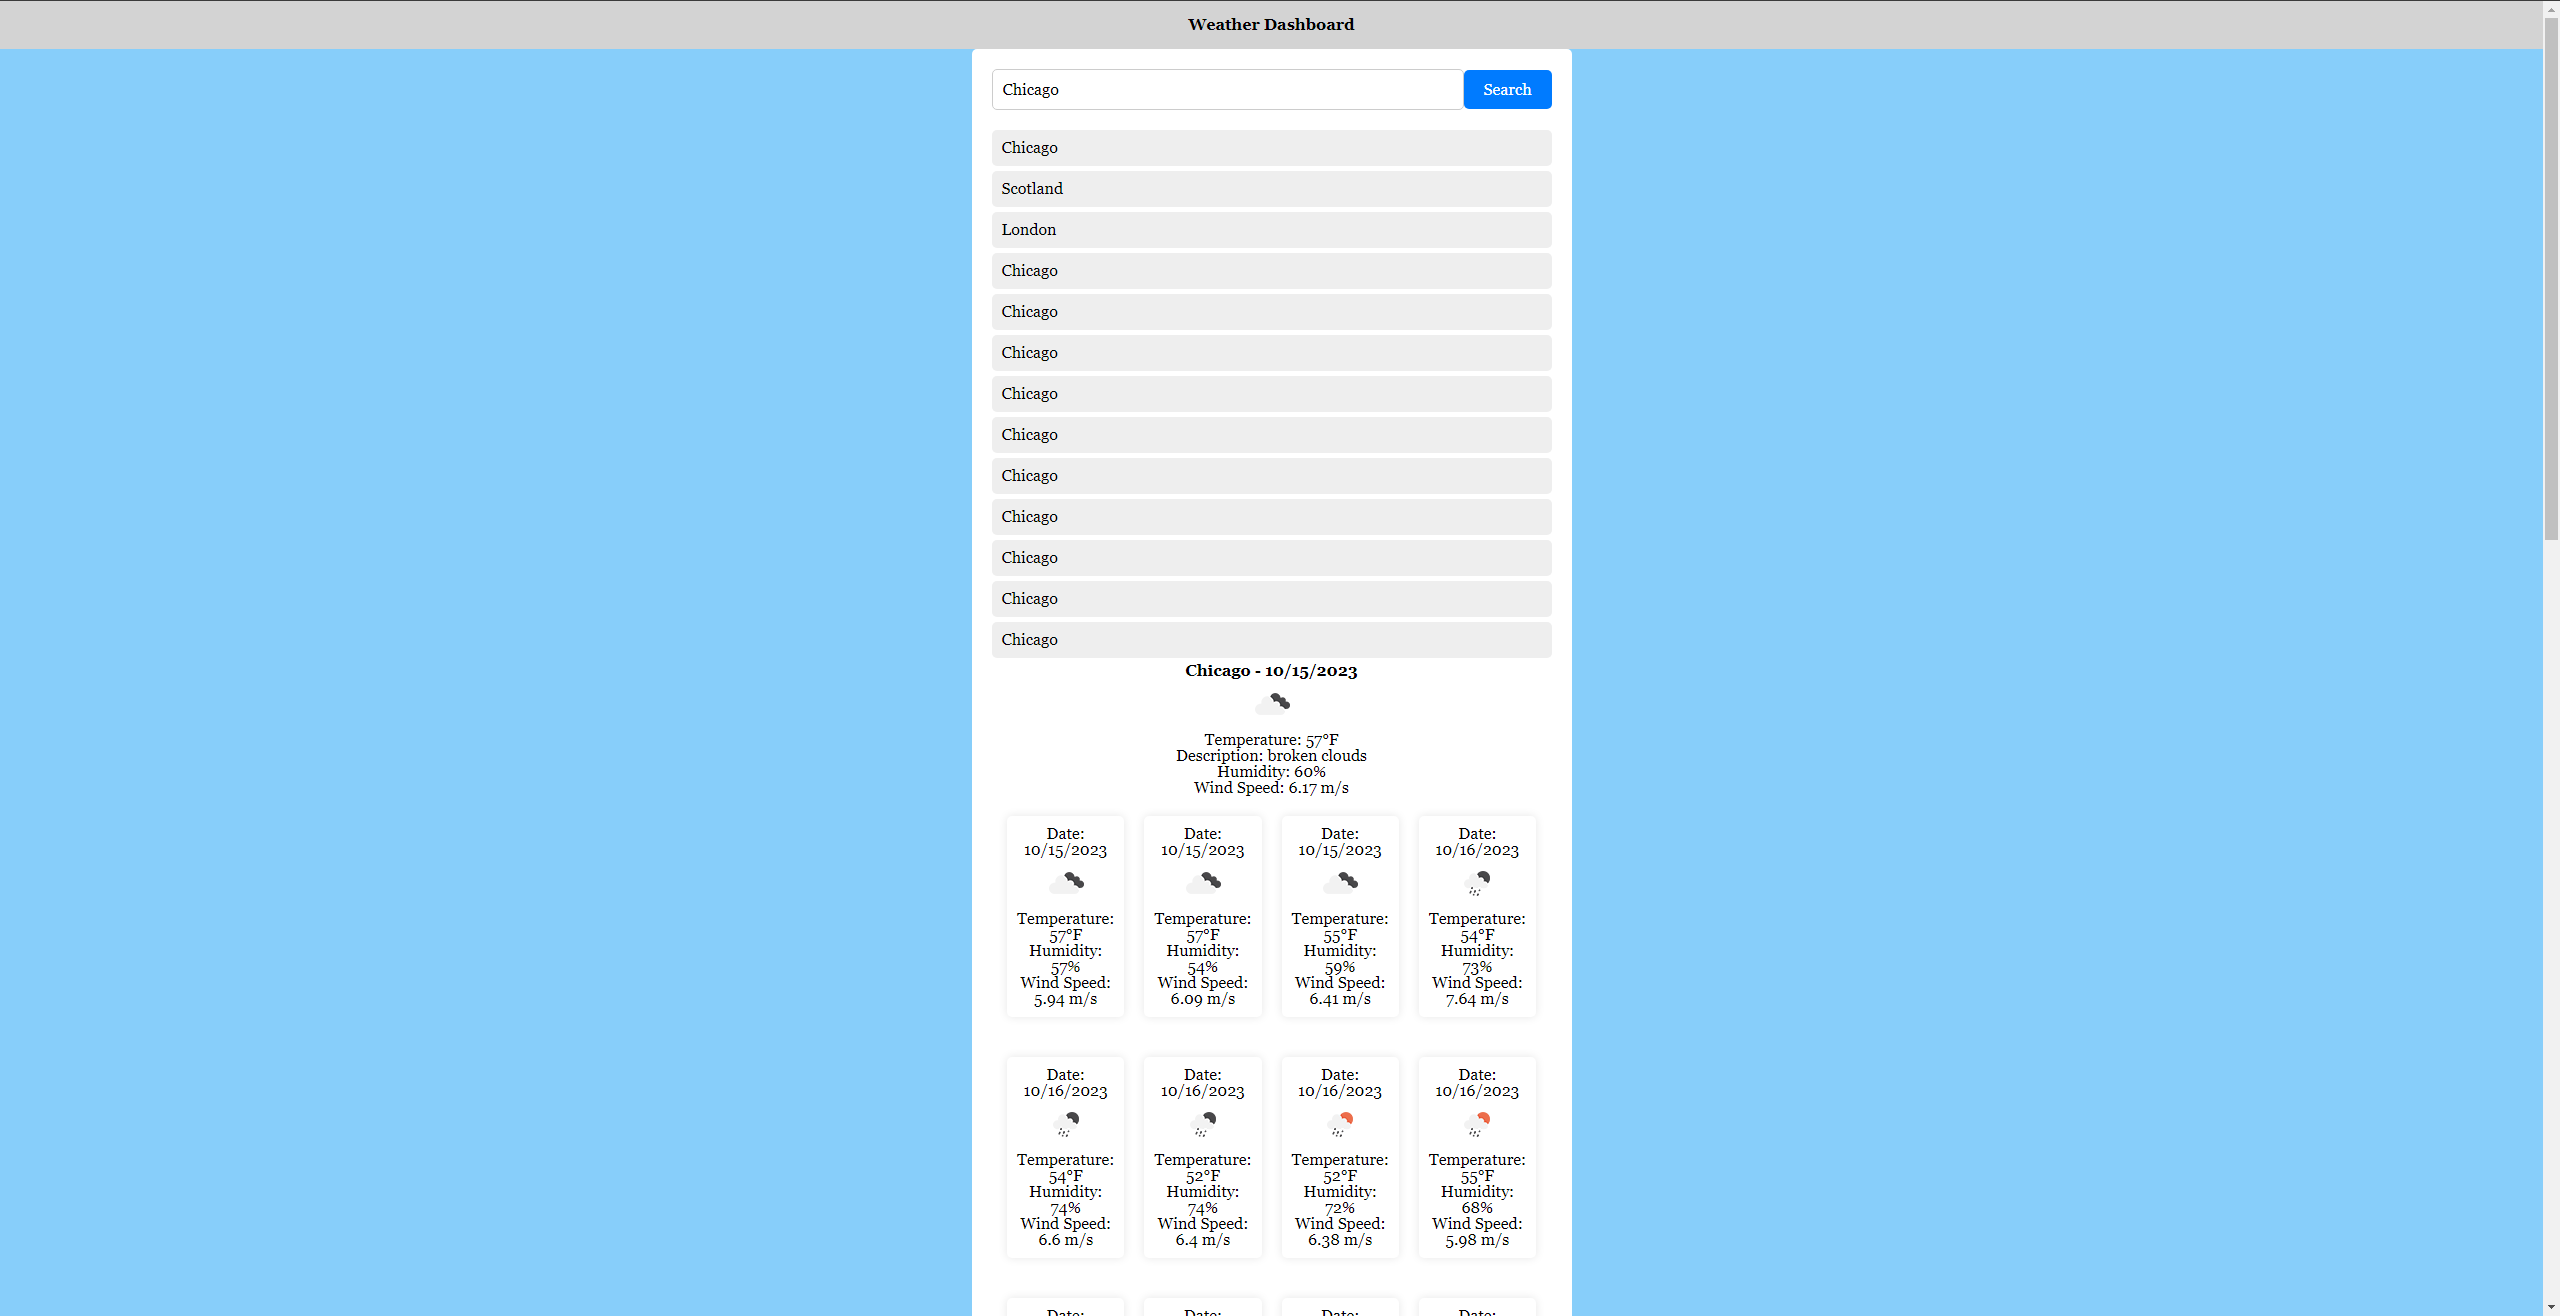 Weather Dashboard
Chicago Search
Chicago
Scotland
London
Chicago
Chicago
Chicago
Chicago
Chicago
Chicago
Chicago
Chicago
Chicago
Chicago
Chicago - 10/15/2023
Temperature: 57°F
Description: broken clouds
Humidity: 60%
Wind Speed: 6.17 m/s
Date:
10/15/2023
Temperature:
57°F
Humidity:
57%
Wind Speed:
5.94 m/s
Date:
10/15/2023
Temperature:
57°F
Humidity:
54%
Wind Speed:
6.09 m/s
Date:
10/15/2023
Temperature:
55°F
Humidity:
59%
Wind Speed:
6.41 m/s
Date:
10/16/2023
Temperature:
54°F
Humidity:
73%
Wind Speed:
7.64 m/s
Date:
10/16/2023
Temperature:
54°F
Humidity:
74%
Wind Speed:
6.6 m/s
Date:
10/16/2023
Temperature:
52°F
Humidity:
74%
Wind Speed:
6.4 m/s
Date:
10/16/2023
Temperature:
52°F
Humidity:
72%
Wind Speed:
6.38 m/s
Date:
10/16/2023
Temperature:
55°F
Humidity:
68%
Wind Speed:
5.98 m/s
Date:
Date:
Date:
Date: